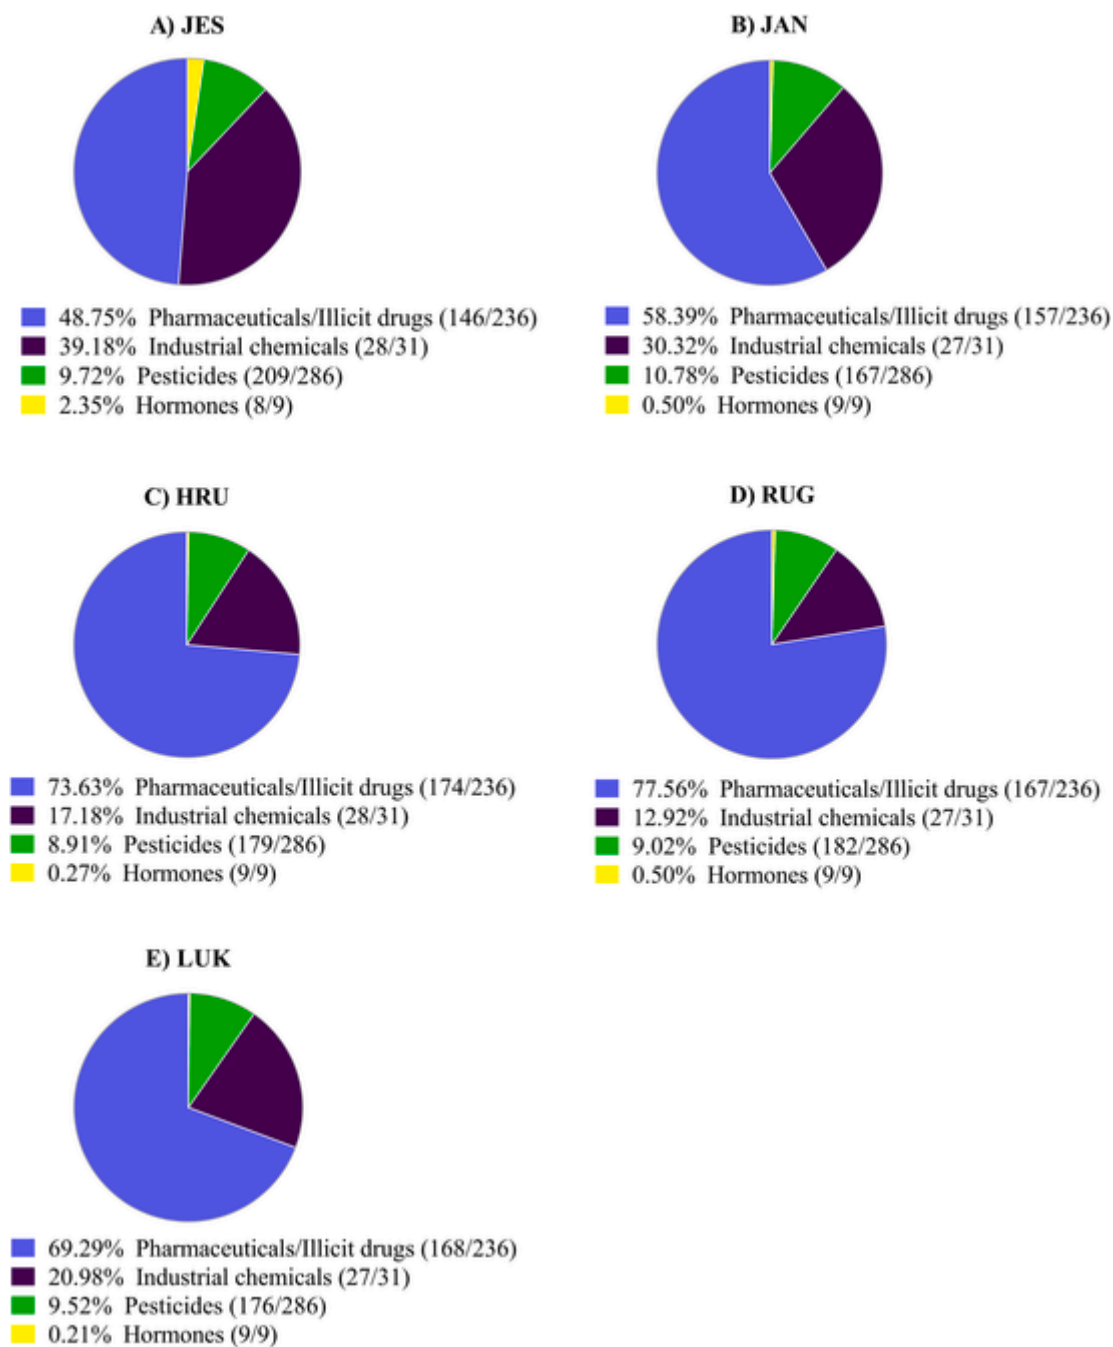 A) JES
48.75% Pharmaceuticals/Illicit drugs (146/236)
39.18% Industrial chemicals (28/31)
9.72% Pesticides (209/286)
2.35% Hormones (8/9)
B) JAN
58.39% Pharmaceuticals/Illicit drugs (157/236)
30.32% Industrial chemicals (27/31)
10.78% Pesticides (167/286)
0.50% Hormones (9/9)
C) HRU
73.63% Pharmaceuticals/Illicit drugs (174/236)
17.18% Industrial chemicals (28/31)
8.91% Pesticides (179/286)
0.27% Hormones (9/9)
D) RUG
77.56% Pharmaceuticals/Illicit drugs (167/236)
12.92% Industrial chemicals (27/31)
9.02% Pesticides (182/286)
0.50% Hormones (9/9)
E) LUK
69.29% Pharmaceuticals/Illicit drugs (168/236)
20.98% Industrial chemicals (27/31)
9.52% Pesticides (176/286)
0.21% Hormones (9/9)